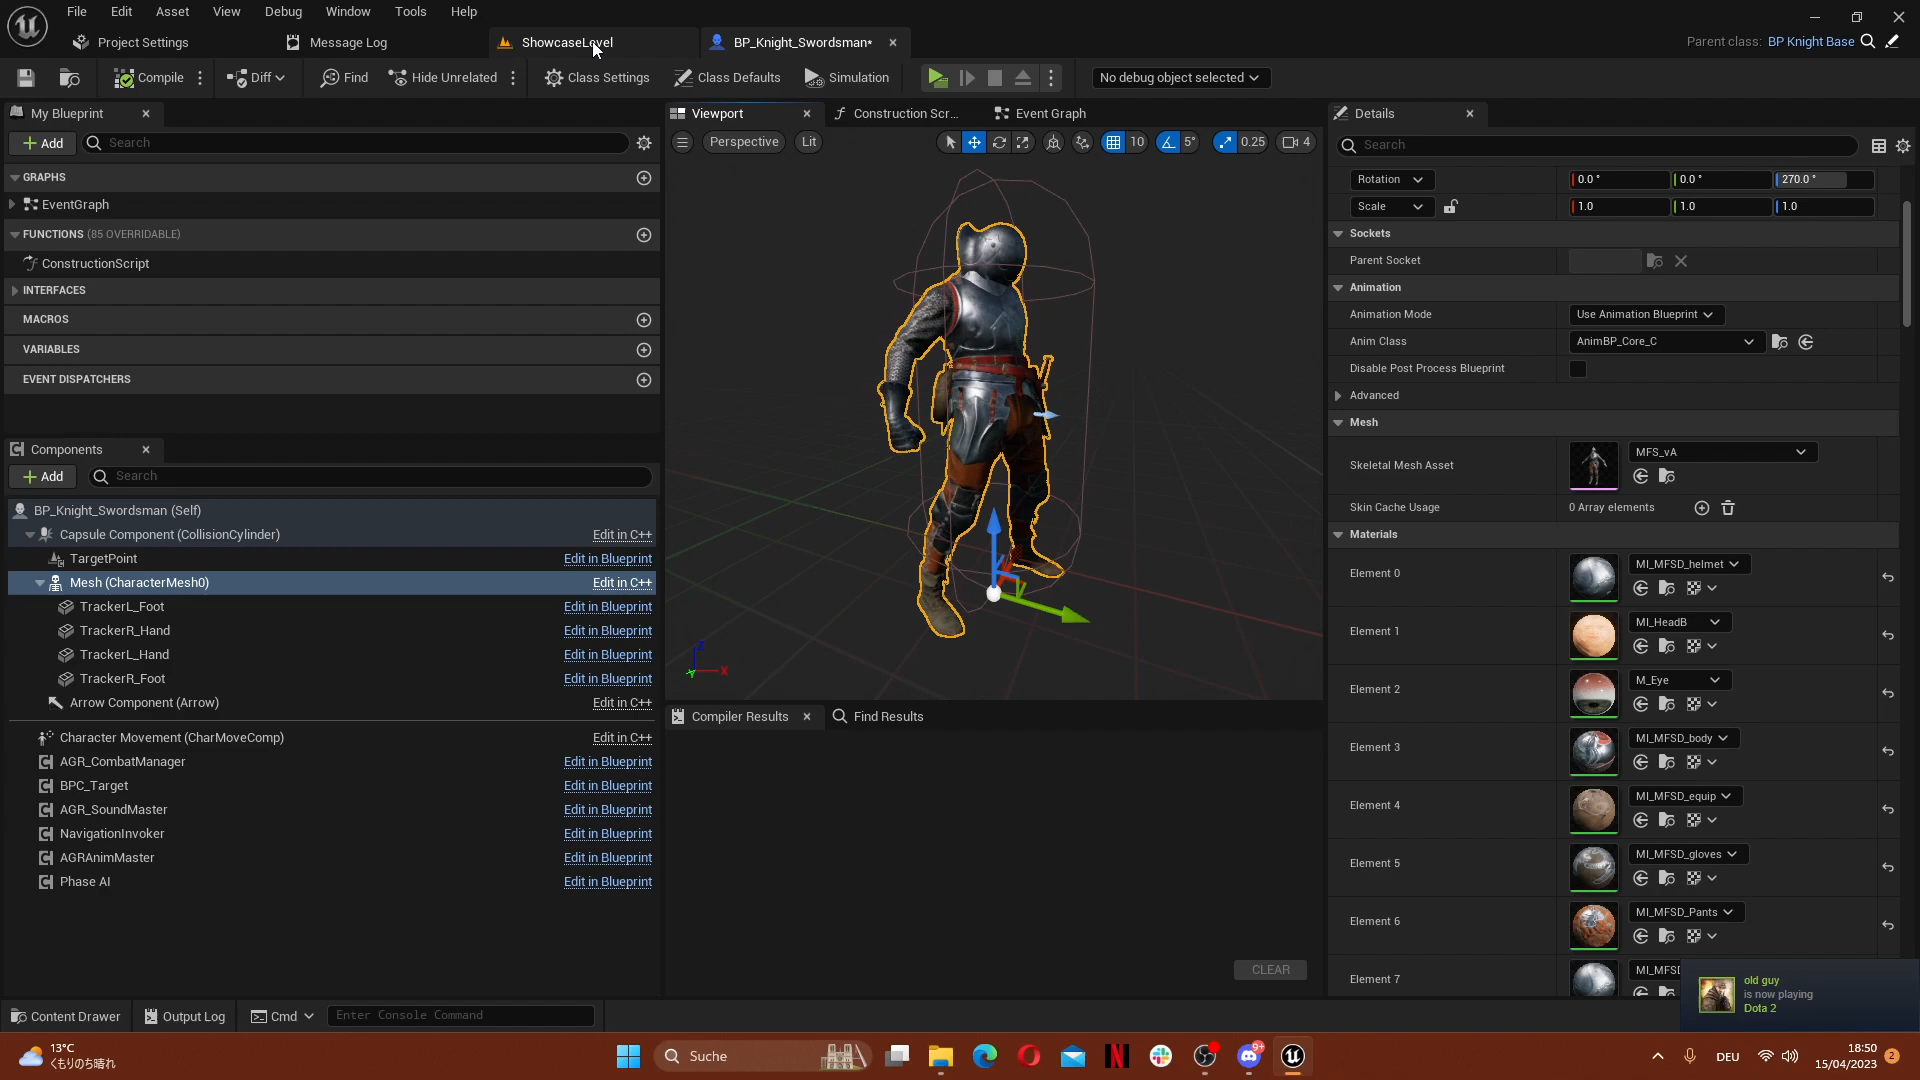 File Edit Asset View Debug Window Tools Help
Project Settings Message Log ShowcaseLevel BP_Knight_Swordsman* Parent class: BP Knight Base
Compile Diff Find Hide Unrelated Class Settings Class Defaults Simulation No debug object selected
My Blueprint
Add Search
GRAPHS
EventGraph
FUNCTIONS (85 OVERRIDABLE)
ConstructionScript
INTERFACES
MACROS
VARIABLES
EVENT DISPATCHERS
Components
Add Search
BP_Knight_Swordsman (Self)
Capsule Component (CollisionCylinder) Edit in C++
TargetPoint Edit in Blueprint
Mesh (CharacterMesh0) Edit in C++
TrackerL_Foot Edit in Blueprint
TrackerR_Hand Edit in Blueprint
TrackerL_Hand Edit in Blueprint
TrackerR_Foot Edit in Blueprint
Arrow Component (Arrow) Edit in C++
Character Movement (CharMoveComp) Edit in C++
AGR_CombatManager Edit in Blueprint
BPC_Target Edit in Blueprint
AGR_SoundMaster Edit in Blueprint
NavigationInvoker Edit in Blueprint
AGRAnimMaster Edit in Blueprint
Phase AI Edit in Blueprint
Viewport Construction Scr... Event Graph
Perspective Lit 10 5° 0.25 4
Z
X
Y
Compiler Results Find Results
CLEAR
Details
Search
Rotation 0.0 ° 0.0 ° 270.0 °
Scale 1.0 1.0 1.0
Sockets
Parent Socket
Animation
Animation Mode Use Animation Blueprint
Anim Class AnimBP_Core_C
Disable Post Process Blueprint
Advanced
Mesh
Skeletal Mesh Asset MFS_vA
Skin Cache Usage 0 Array elements
Materials
Element 0 MI_MFSD_helmet
Element 1 MI_HeadB
Element 2 M_Eye
Element 3 MI_MFSD_body
Element 4 MI_MFSD_equip
Element 5 MI_MFSD_gloves
Element 6 MI_MFSD_Pants
Element 7 MI_MFSD
old guy
is now playing
Dota 2
Content Drawer Output Log Cmd Enter Console Command
13°C
くもりのち晴れ
Suche
9+
DEU
18:50
15/04/2023
2